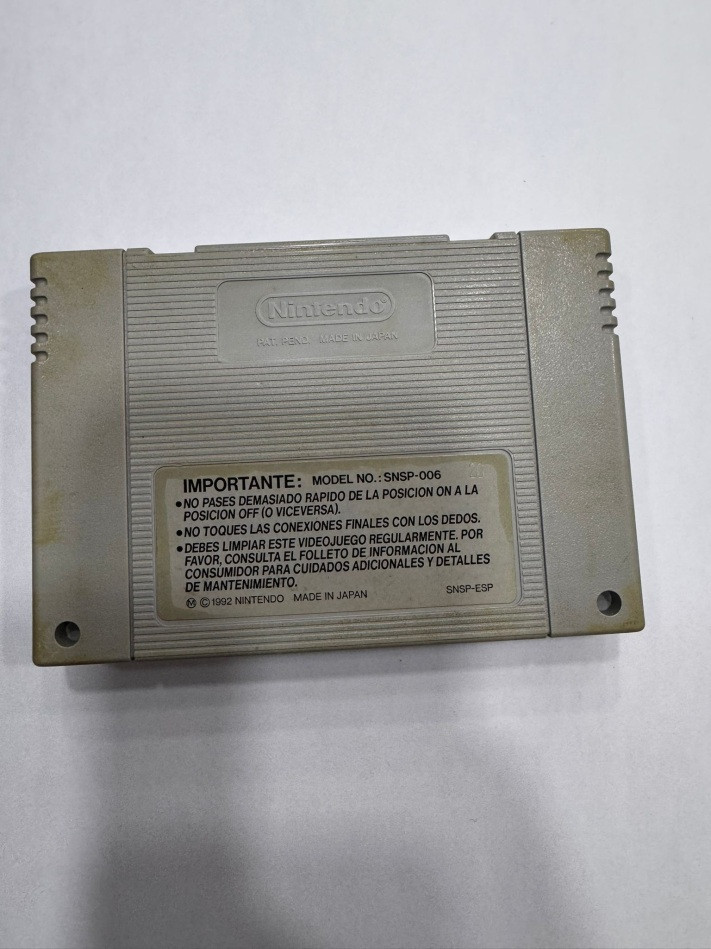 Nintendo®
PAT. PEND. MADE IN JAPAN
IMPORTANTE: MODEL NO.: SNSP-006
•NO PASES DEMASIADO RAPIDO DE LA POSICION ON A LA
POSICION OFF (O VICEVERSA).
•NO TOQUES LAS CONEXIONES FINALES CON LOS DEDOS.
•DEBES LIMPIAR ESTE VIDEOJUEGO REGULARMENTE. POR
FAVOR, CONSULTA EL FOLLETO DE INFORMACION AL
CONSUMIDOR PARA CUIDADOS ADICIONALES Y DETALLES
DE MANTENIMIENTO.
Ⓜ ©1992 NINTENDO MADE IN JAPAN SNSP-ESP